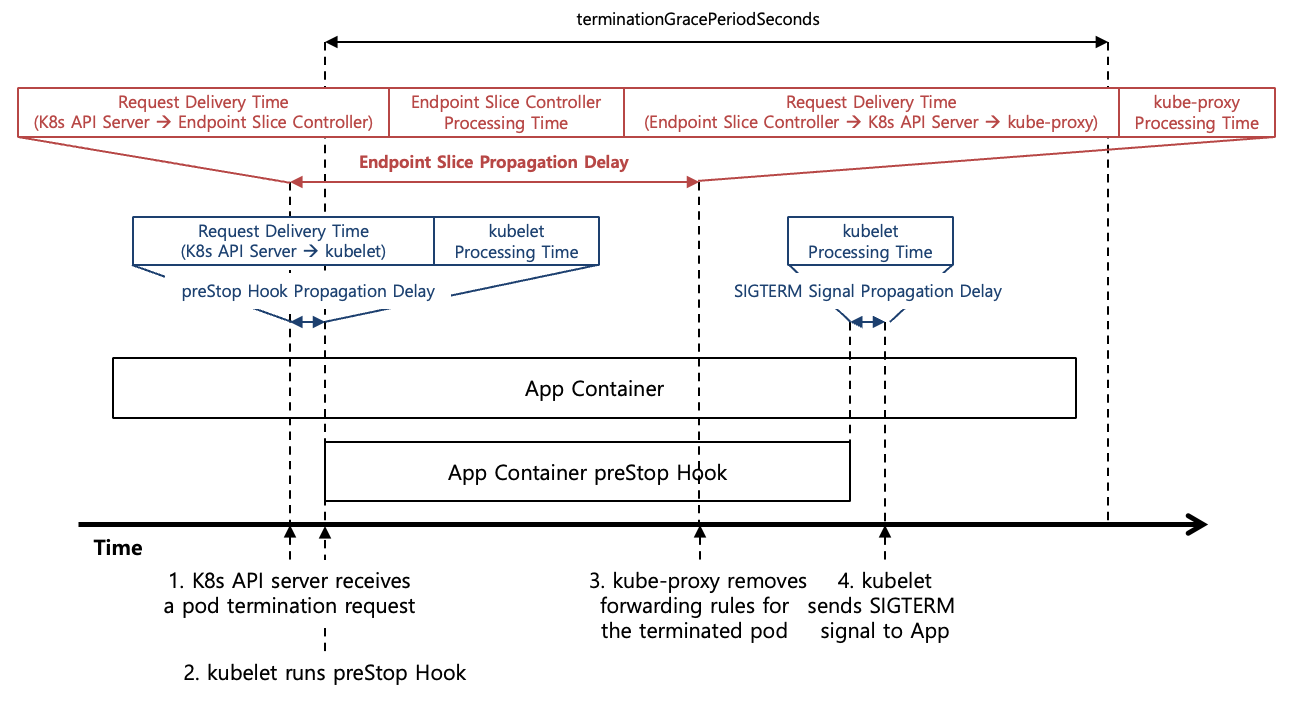 terminationGracePeriodSeconds
Request Delivery Time
(K8s API Server → Endpoint Slice Controller)
Endpoint Slice Controller
Processing Time
Request Delivery Time
(Endpoint Slice Controller → K8s API Server → kube-proxy)
kube-proxy
Processing Time
Endpoint Slice Propagation Delay
Request Delivery Time
(K8s API Server → kubelet)
kubelet
Processing Time
kubelet
Processing Time
preStop Hook Propagation Delay
SIGTERM Signal Propagation Delay
App Container
App Container preStop Hook
Time
1. K8s API server receives
a pod termination request
2. kubelet runs preStop Hook
3. kube-proxy removes
forwarding rules for
the terminated pod
4. kubelet
sends SIGTERM
signal to App